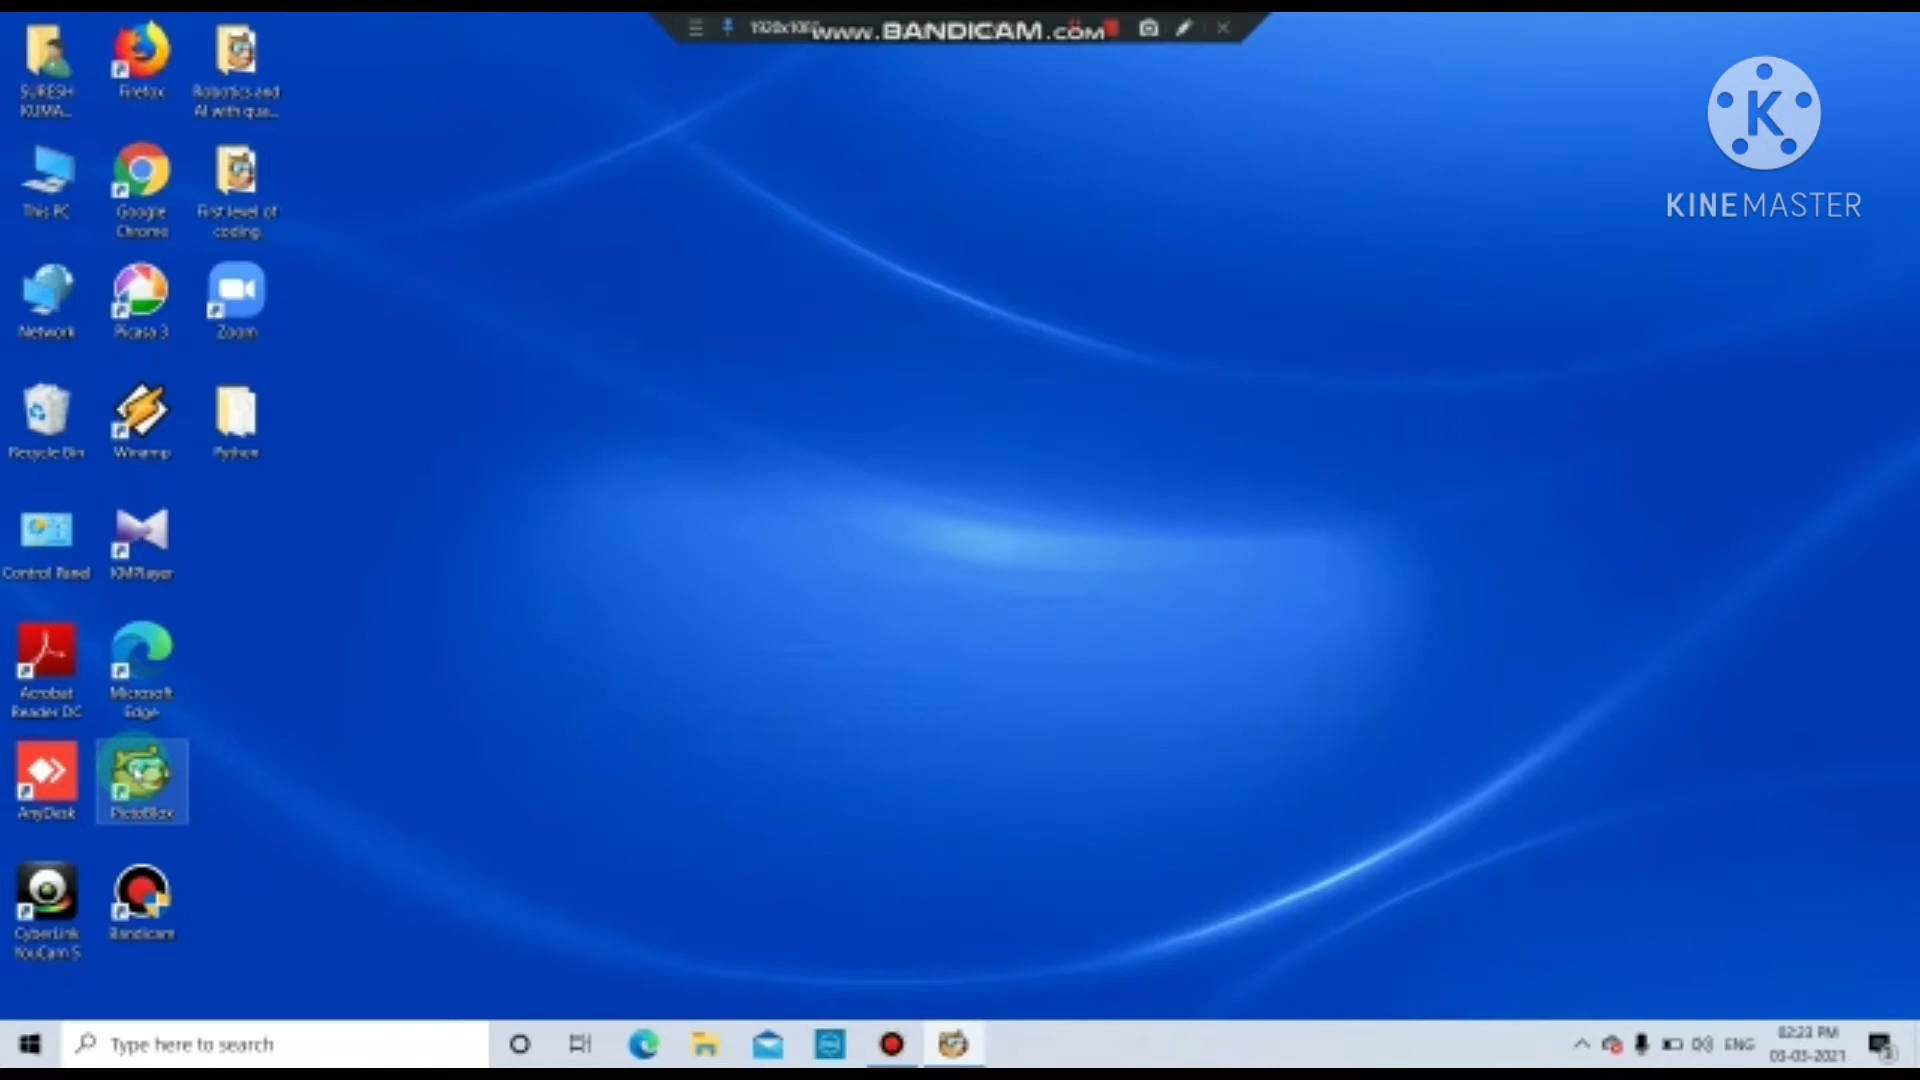 www.BANDICAM.com
K
KINEMASTER
SURESH
KUMA...
Firefox
Robotics and
AI with qua...
This PC
Google
Chrome
First level of
coding
Network
Picasa 3
Zoom
Recycle Bin
Winamp
Python
Control Panel
KMPlayer
Acrobat
Reader DC
Microsoft
Edge
AnyDesk
PictoBlox
CyberLink
YouCam 5
Bandicam
Type here to search
ENG
02:23 PM
03-03-2021